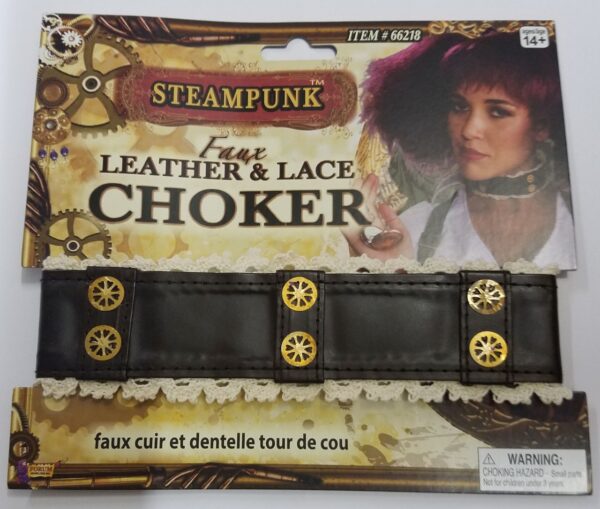 ITEM # 66218
ages/age
14+
STEAMPUNK™
Faux
LEATHER & LACE
CHOKER
faux cuir et dentelle tour de cou
FORUM
WARNING:
CHOKING HAZARD - Small parts
Not for children under 3 years